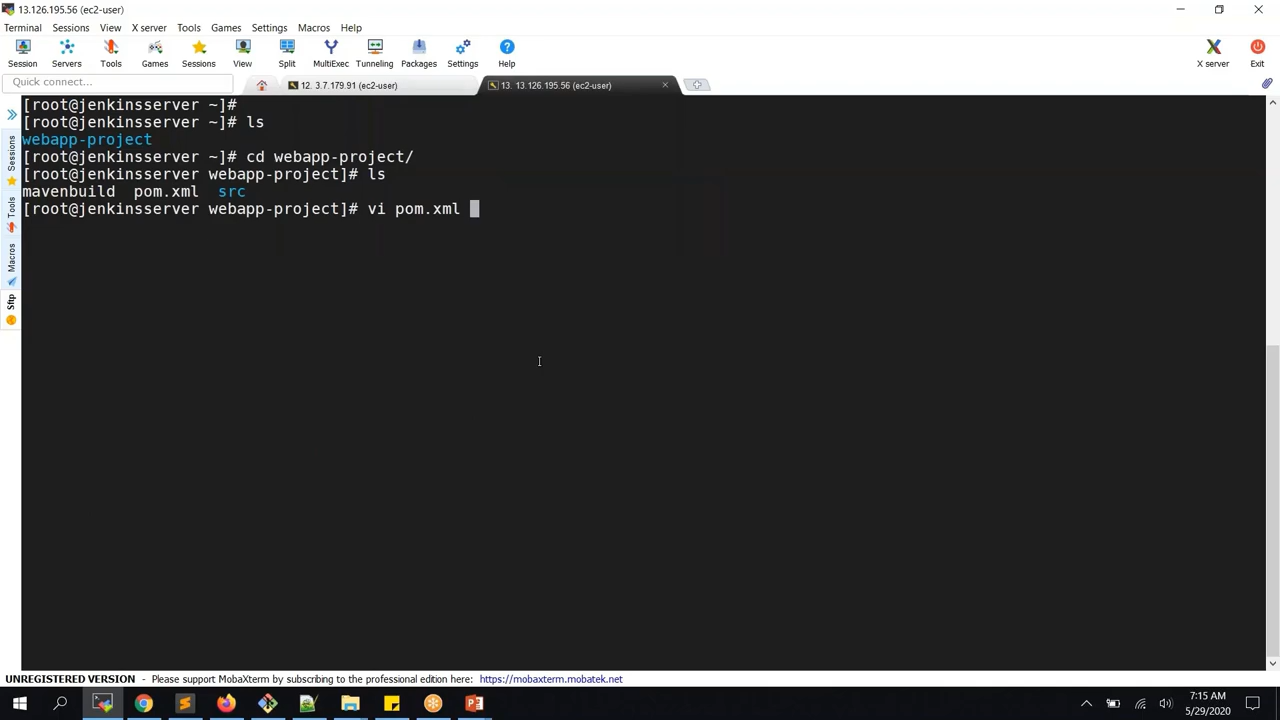 13.126.195.56 (ec2-user)
Terminal Sessions View X server Tools Games Settings Macros Help
Session Servers Tools Games Sessions View Split MultiExec Tunneling Packages Settings Help X server Exit
Quick connect...
12. 3.7.179.91 (ec2-user)
13. 13.126.195.56 (ec2-user)
Sessions
Tools
Macros
Sftp
[root@jenkinsserver ~]#
[root@jenkinsserver ~]# ls
webapp-project
[root@jenkinsserver ~]# cd webapp-project/
[root@jenkinsserver webapp-project]# ls
mavenbuild pom.xml src
[root@jenkinsserver webapp-project]# vi pom.xml
UNREGISTERED VERSION - Please support MobaXterm by subscribing to the professional edition here: https://mobaxterm.mobatek.net
7:15 AM
5/29/2020